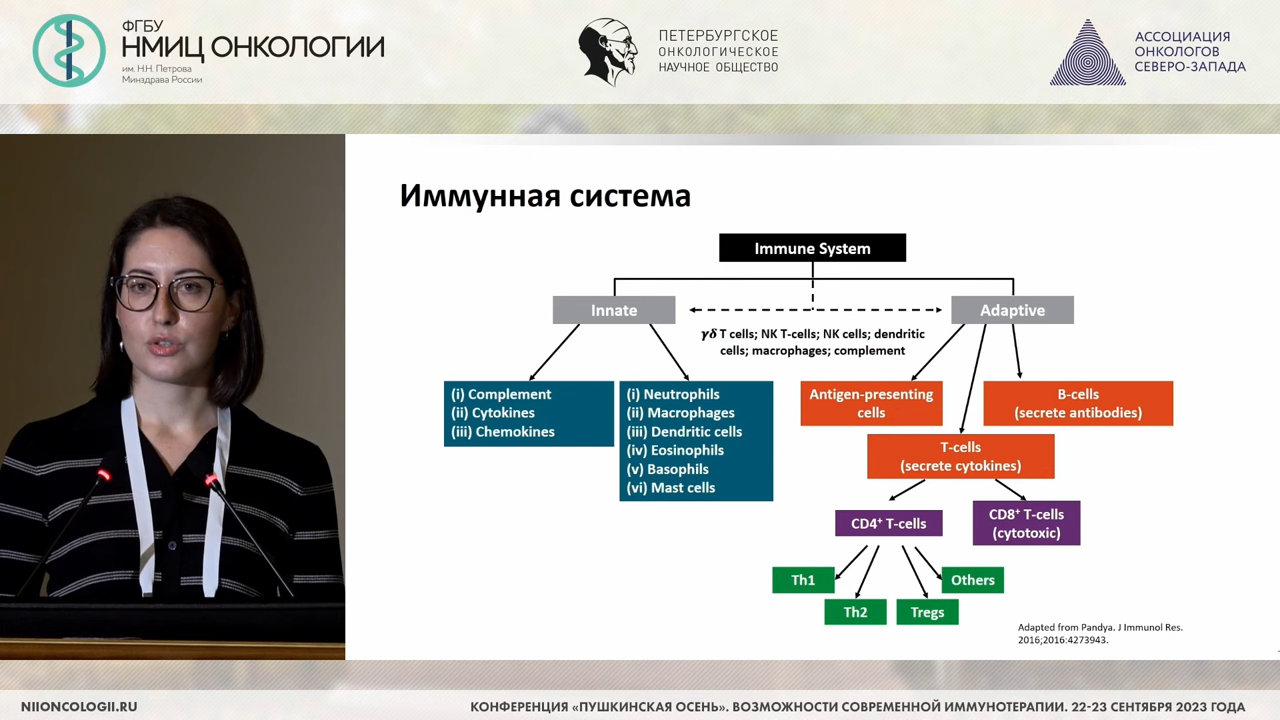 ФГБУ
НМИЦ ОНКОЛОГИИ
им. Н.Н. Петрова
Минздрава России
ПЕТЕРБУРГСКОЕ
ОНКОЛОГИЧЕСКОЕ
НАУЧНОЕ ОБЩЕСТВО
АССОЦИАЦИЯ
ОНКОЛОГОВ
СЕВЕРО-ЗАПАДА
Иммунная система
Immune System
Innate
Adaptive
γδ T cells; NK T-cells; NK cells; dendritic
cells; macrophages; complement
(i) Complement
(ii) Cytokines
(iii) Chemokines
(i) Neutrophils
(ii) Macrophages
(iii) Dendritic cells
(iv) Eosinophils
(v) Basophils
(vi) Mast cells
Antigen-presenting
cells
B-cells
(secrete antibodies)
T-cells
(secrete cytokines)
CD4⁺ T-cells
CD8⁺ T-cells
(cytotoxic)
Th1
Others
Th2
Tregs
Adapted from Pandya. J Immunol Res.
2016;2016:4273943.
NIIONCOLOGII.RU
КОНФЕРЕНЦИЯ «ПУШКИНСКАЯ ОСЕНЬ». ВОЗМОЖНОСТИ СОВРЕМЕННОЙ ИММУНОТЕРАПИИ. 22-23 СЕНТЯБРЯ 2023 ГОДА